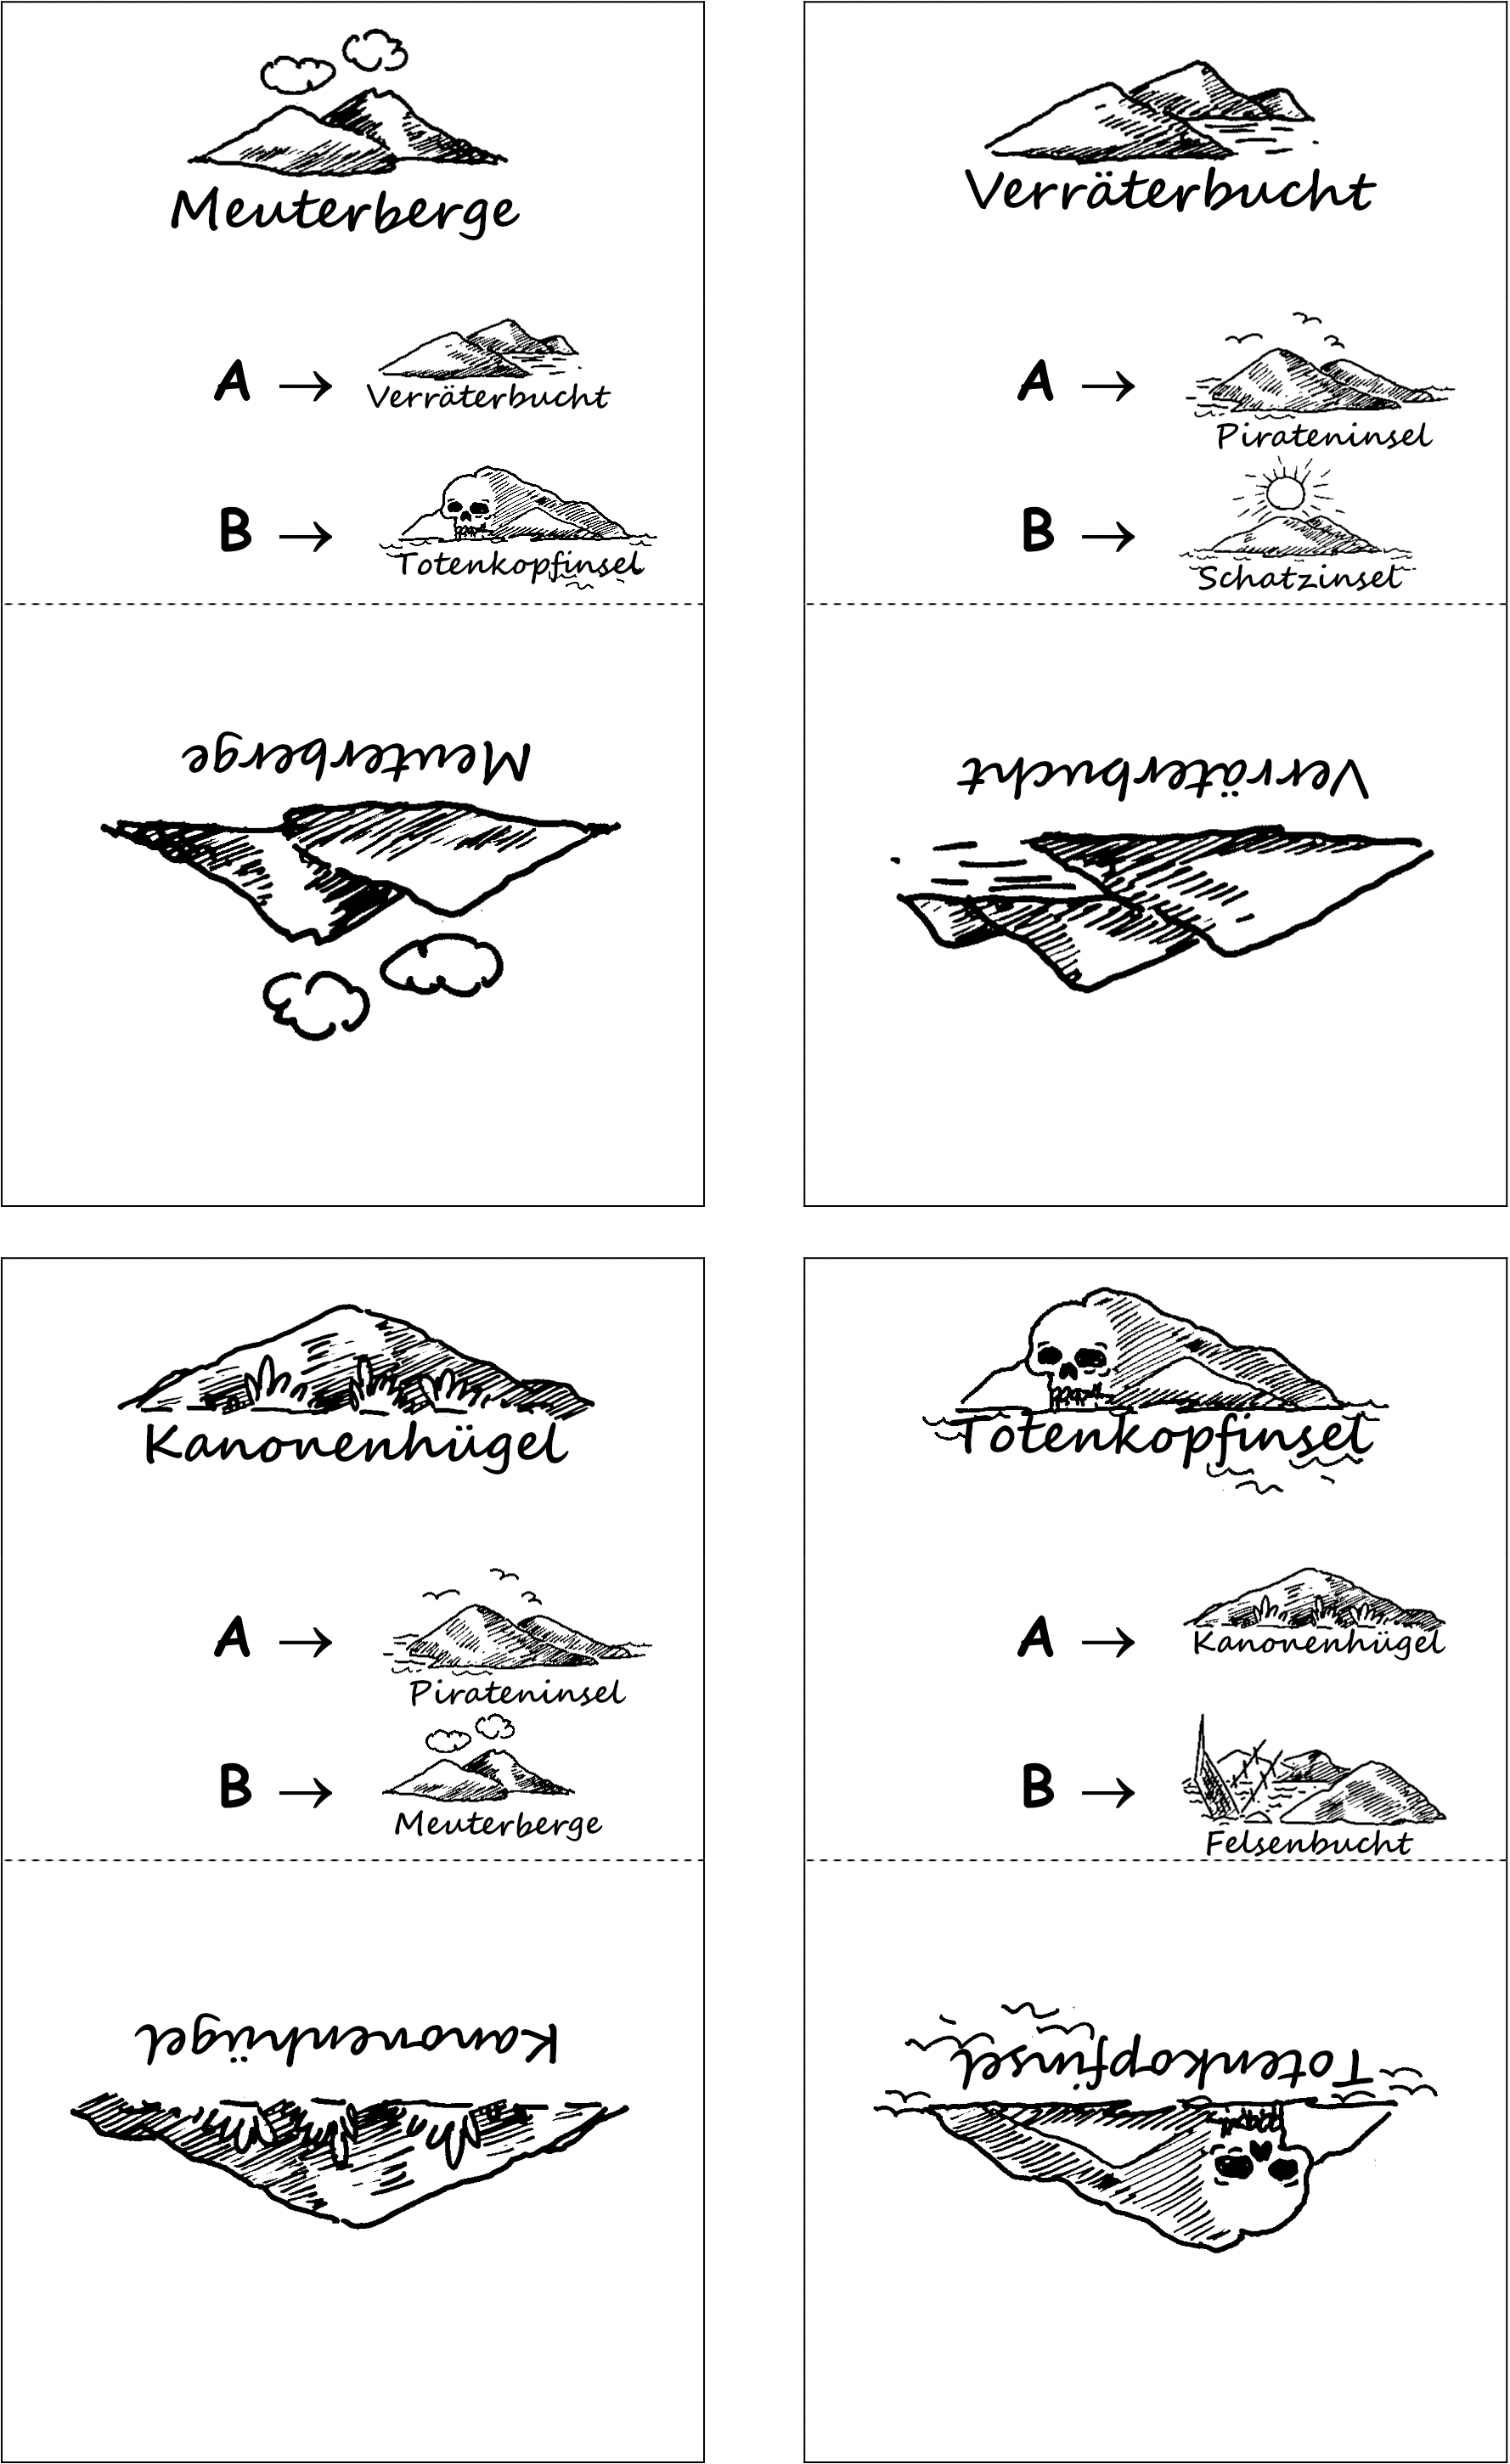 Meuterberge
A → Verräterbucht
B → Totenkopfinsel
Meuterberge
Verräterbucht
A → Pirateninsel
B → Schatzinsel
Verräterbucht
Kanonenhügel
A → Pirateninsel
B → Meuterberge
Kanonenhügel
Totenkopfinsel
A → Kanonenhügel
B → Felsenbucht
Totenkopfinsel